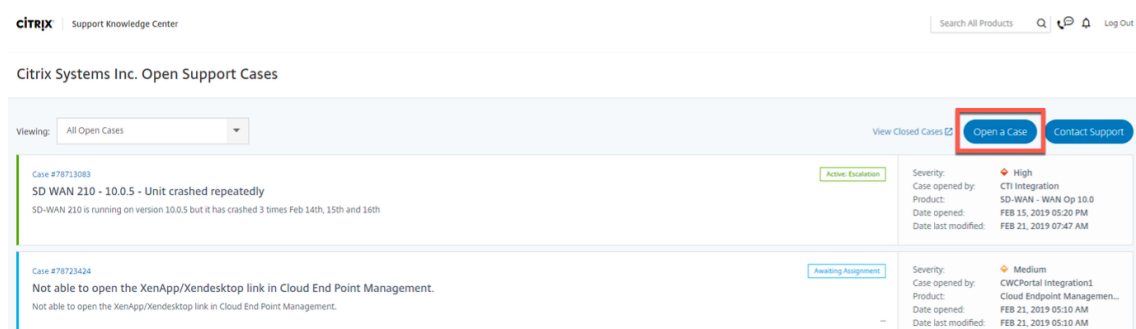 CITRIX Support Knowledge Center Search All Products Log Out
Citrix Systems Inc. Open Support Cases
Viewing: All Open Cases View Closed Cases Open a Case Contact Support
Case #78713083
Active: Escalation
SD WAN 210 - 10.0.5 - Unit crashed repeatedly
SD-WAN 210 is running on version 10.0.5 but it has crashed 3 times Feb 14th, 15th and 16th
Severity: High
Case opened by: CTI Integration
Product: SD-WAN - WAN Op 10.0
Date opened: FEB 15, 2019 05:20 PM
Date last modified: FEB 21, 2019 07:47 AM
Case #78723424
Awaiting Assignment
Not able to open the XenApp/Xendesktop link in Cloud End Point Management.
Not able to open the XenApp/Xendesktop link in Cloud End Point Management.
Severity: Medium
Case opened by: CWCPortal Integration1
Product: Cloud Endpoint Managemen...
Date opened: FEB 21, 2019 05:10 AM
Date last modified: FEB 21, 2019 05:10 AM